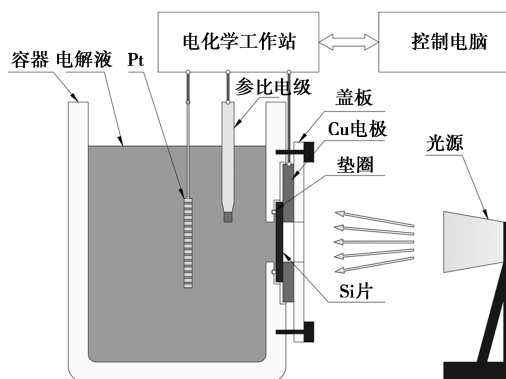 电化学工作站
控制电脑
容器 电解液 Pt
参比电级
盖板
Cu电极
垫圈
光源
Si片